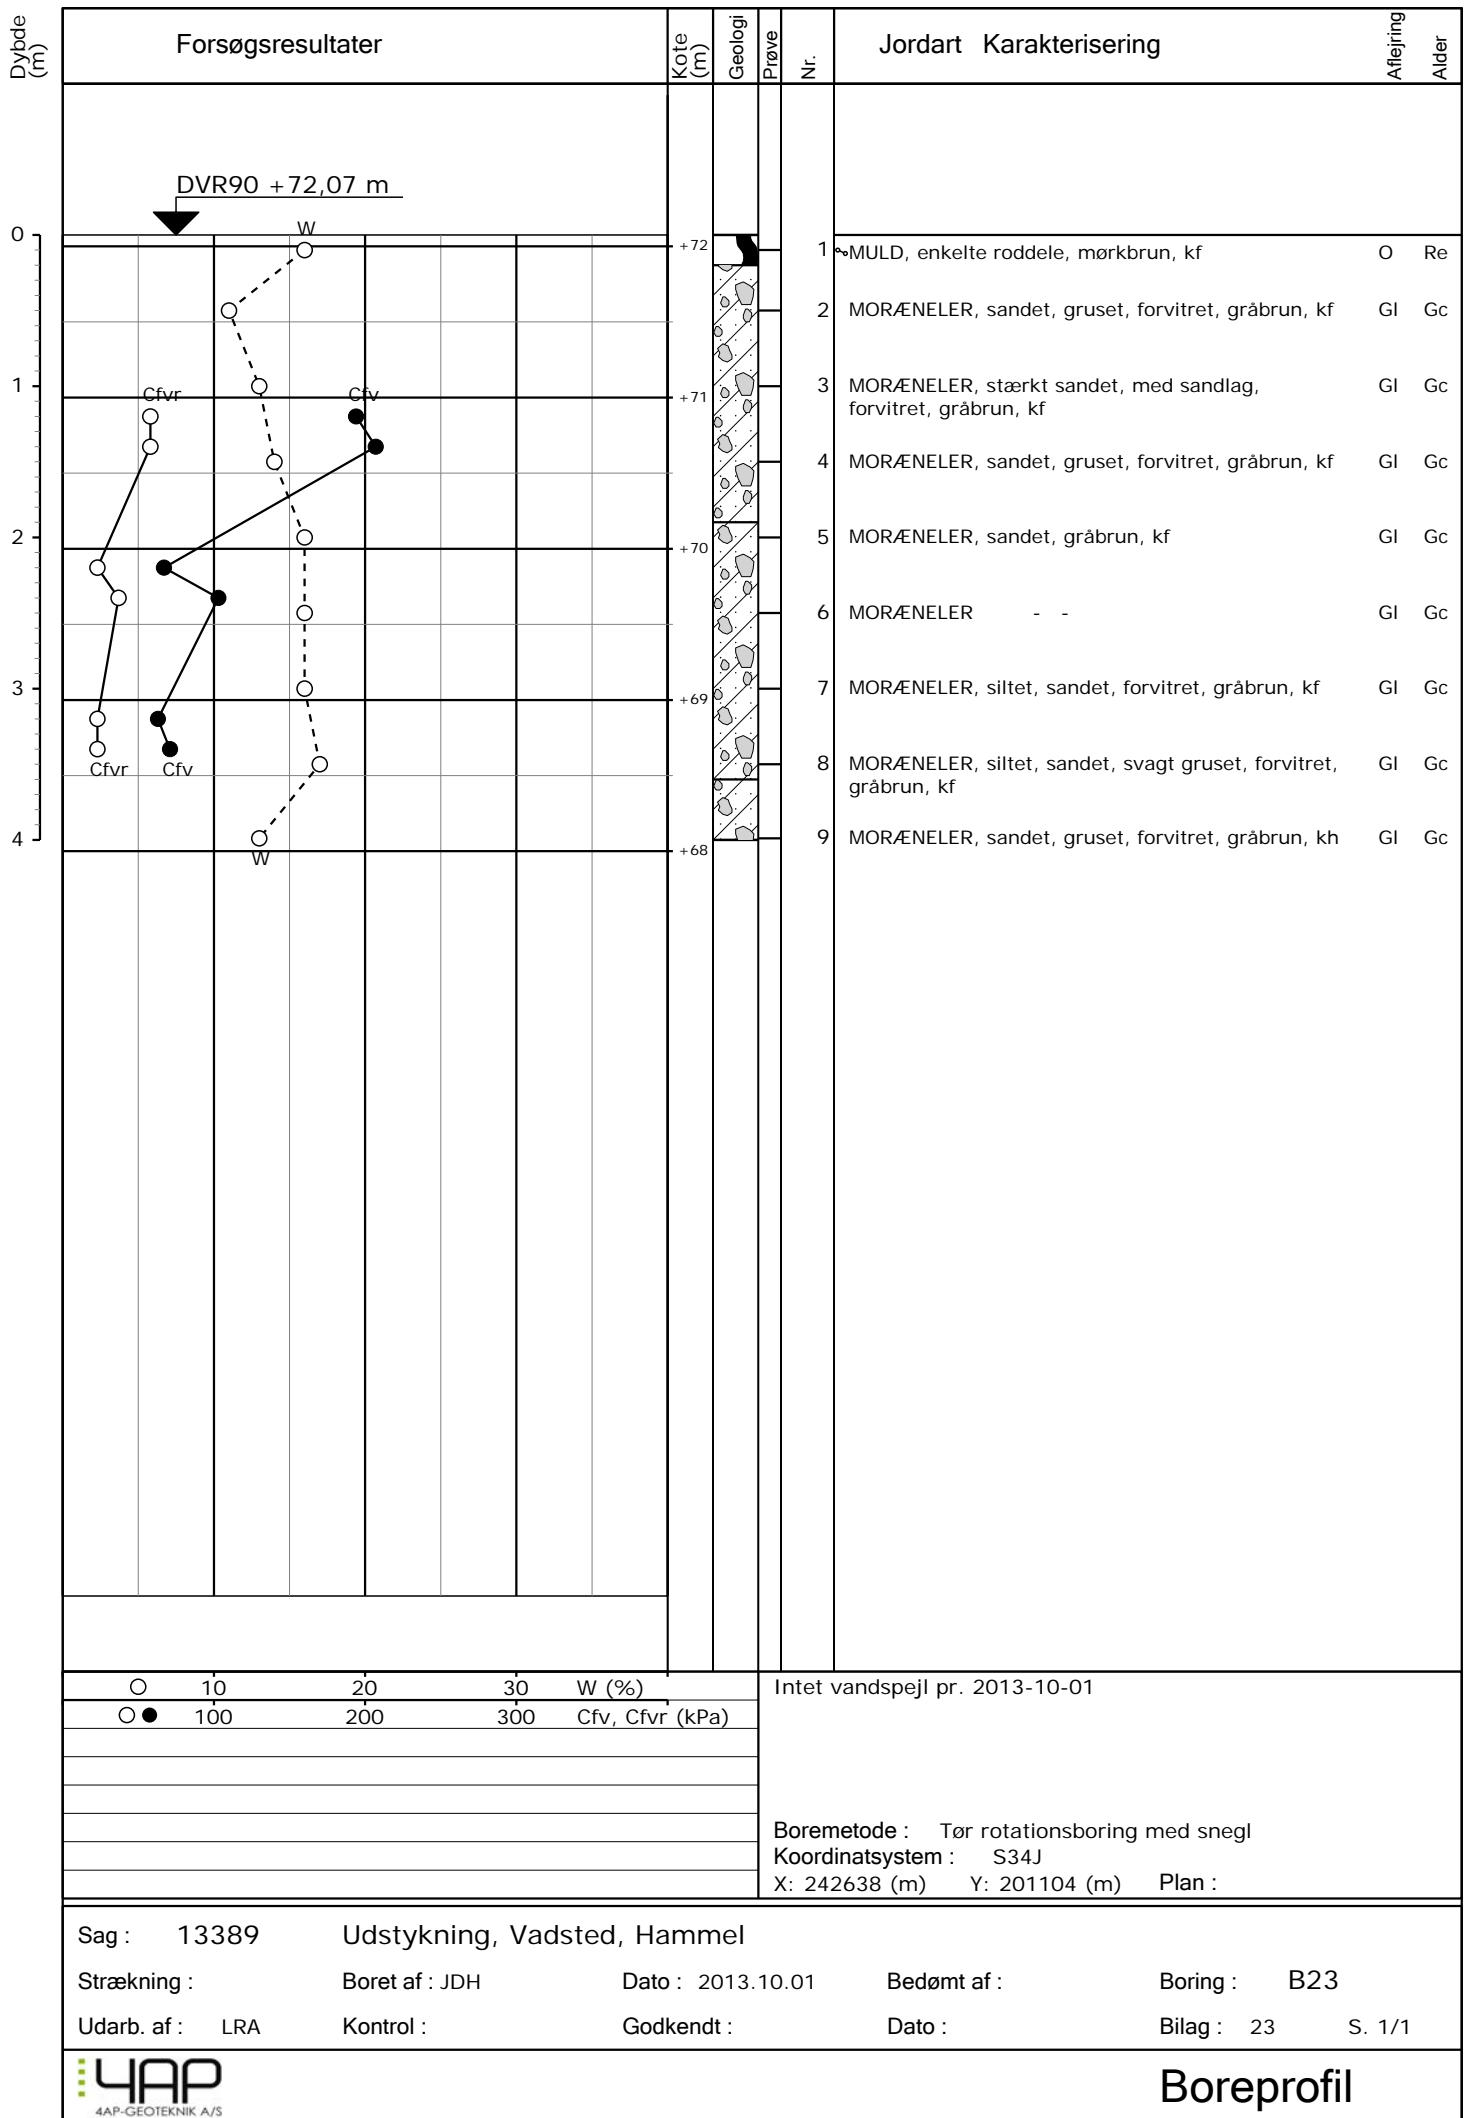 Dybde (m)
Forsøgsresultater
Kote (m)
Geologi
Prøve
Nr.
Jordart Karakterisering
Aflejring
Alder
DVR90 +72,07 m
W
0
+72
1 MULD, enkelte roddele, mørkbrun, kf O Re
2 MORÆNELER, sandet, gruset, forvitret, gråbrun, kf Gl Gc
1
Cfvr
Cfv
+71
3 MORÆNELER, stærkt sandet, med sandlag, Gl Gc
forvitret, gråbrun, kf
4 MORÆNELER, sandet, gruset, forvitret, gråbrun, kf Gl Gc
2
+70
5 MORÆNELER, sandet, gråbrun, kf Gl Gc
6 MORÆNELER - - Gl Gc
3
+69
7 MORÆNELER, siltet, sandet, forvitret, gråbrun, kf Gl Gc
Cfvr
Cfv
8 MORÆNELER, siltet, sandet, svagt gruset, forvitret, Gl Gc
gråbrun, kf
4
W
+68
9 MORÆNELER, sandet, gruset, forvitret, gråbrun, kh Gl Gc
10 20 30 W (%)
100 200 300 Cfv, Cfvr (kPa)
Intet vandspejl pr. 2013-10-01
Boremetode : Tør rotationsboring med snegl
Koordinatsystem : S34J
X: 242638 (m) Y: 201104 (m) Plan :
Sag : 13389 Udstykning, Vadsted, Hammel
Strækning : Boret af : JDH Dato : 2013.10.01 Bedømt af : Boring : B23
Udarb. af : LRA Kontrol : Godkendt : Dato : Bilag : 23 S. 1/1
4AP
4AP-GEOTEKNIK A/S
Boreprofil